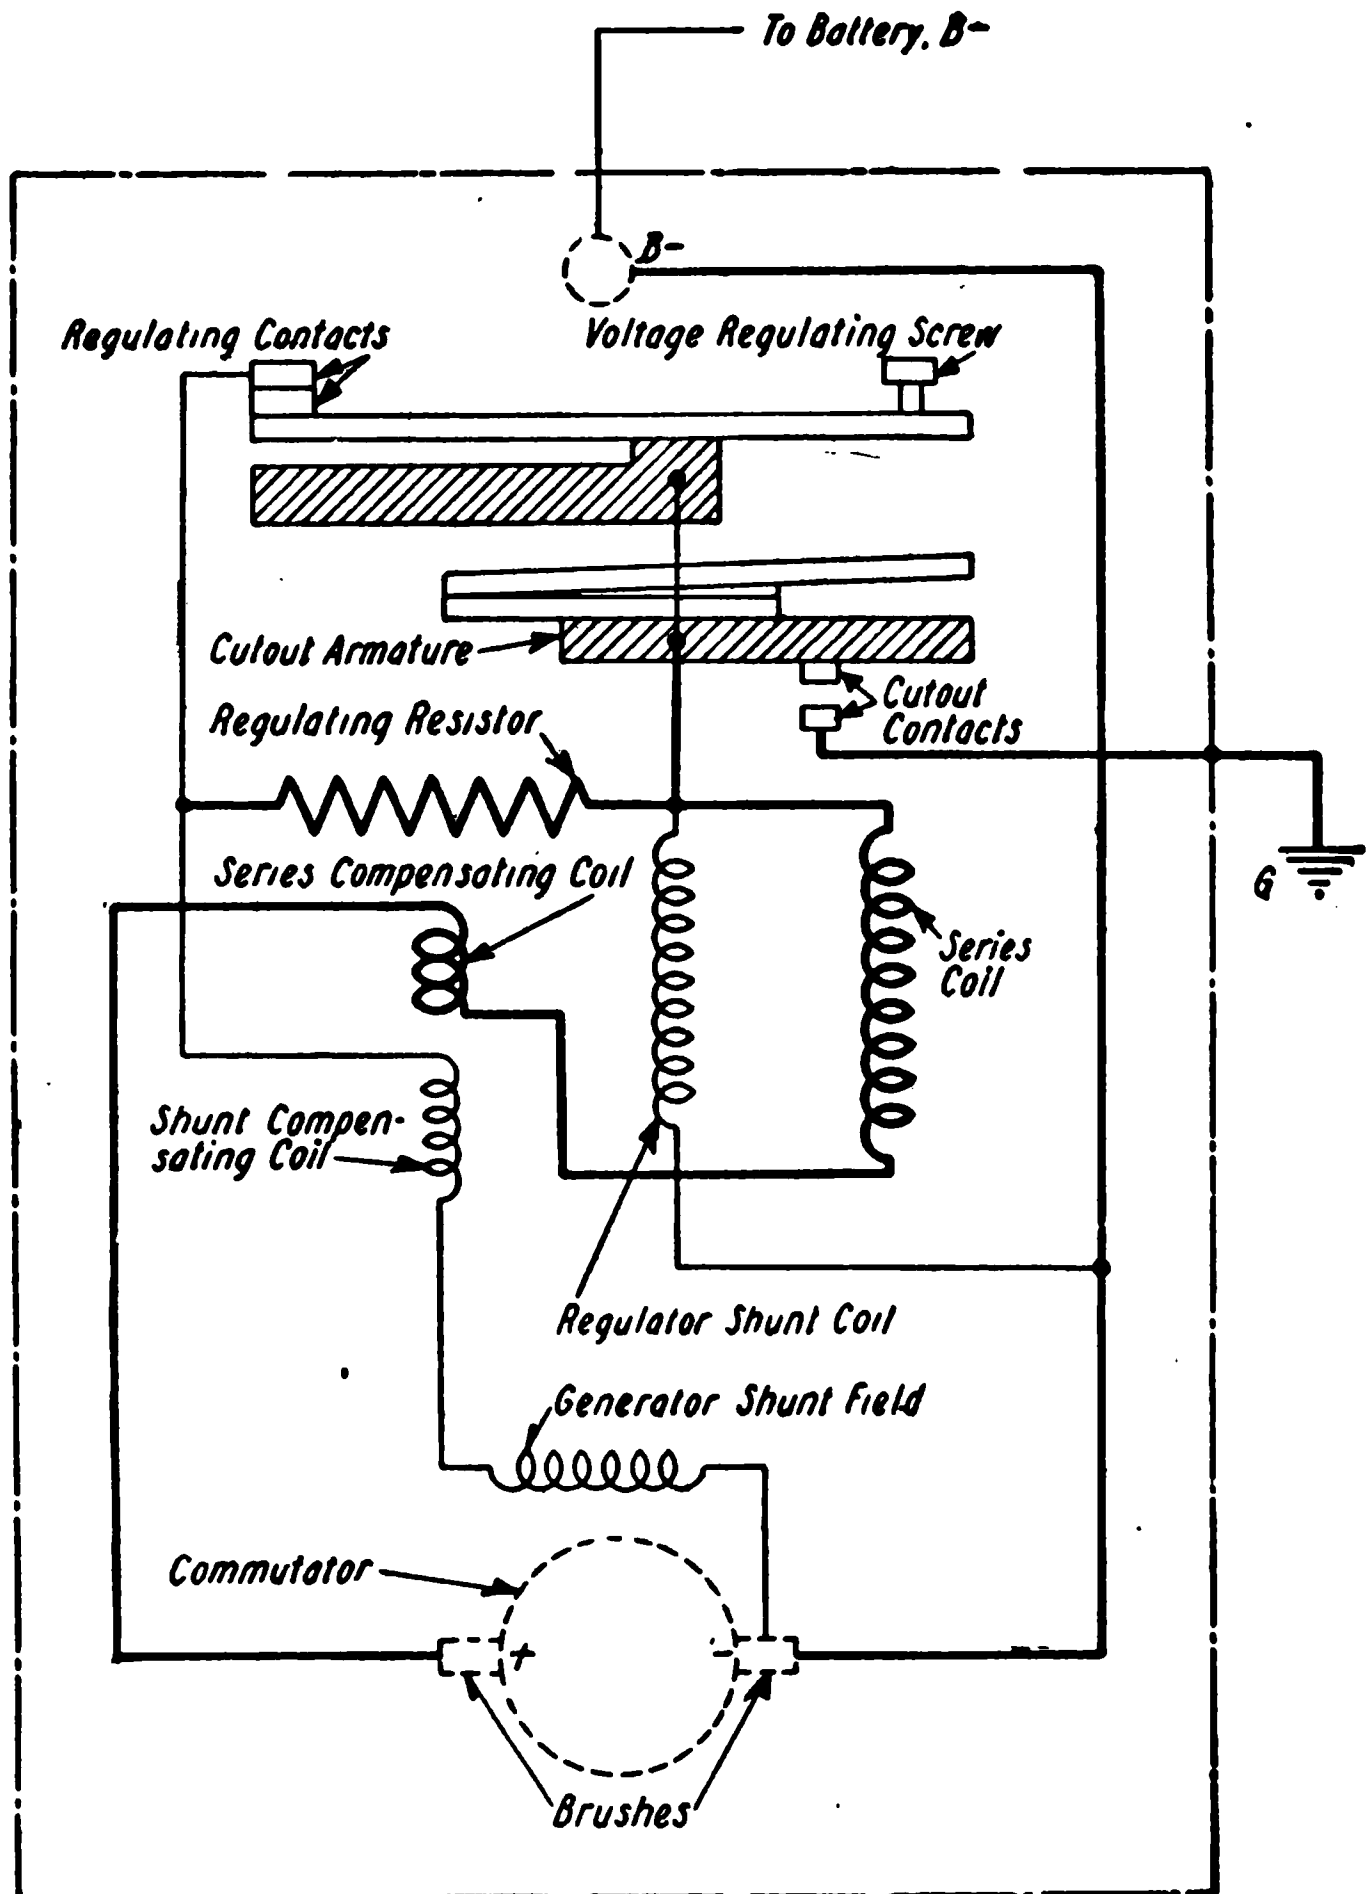 To Battery, B-
B-
Regulating Contacts
Voltage Regulating Screw
Cutout Armature
Cutout
Contacts
Regulating Resistor
Series Compensating Coil
G
Series
Coil
Shunt Compen-
sating Coil
Regulator Shunt Coil
Generator Shunt Field
Commutator
+ -
Brushes